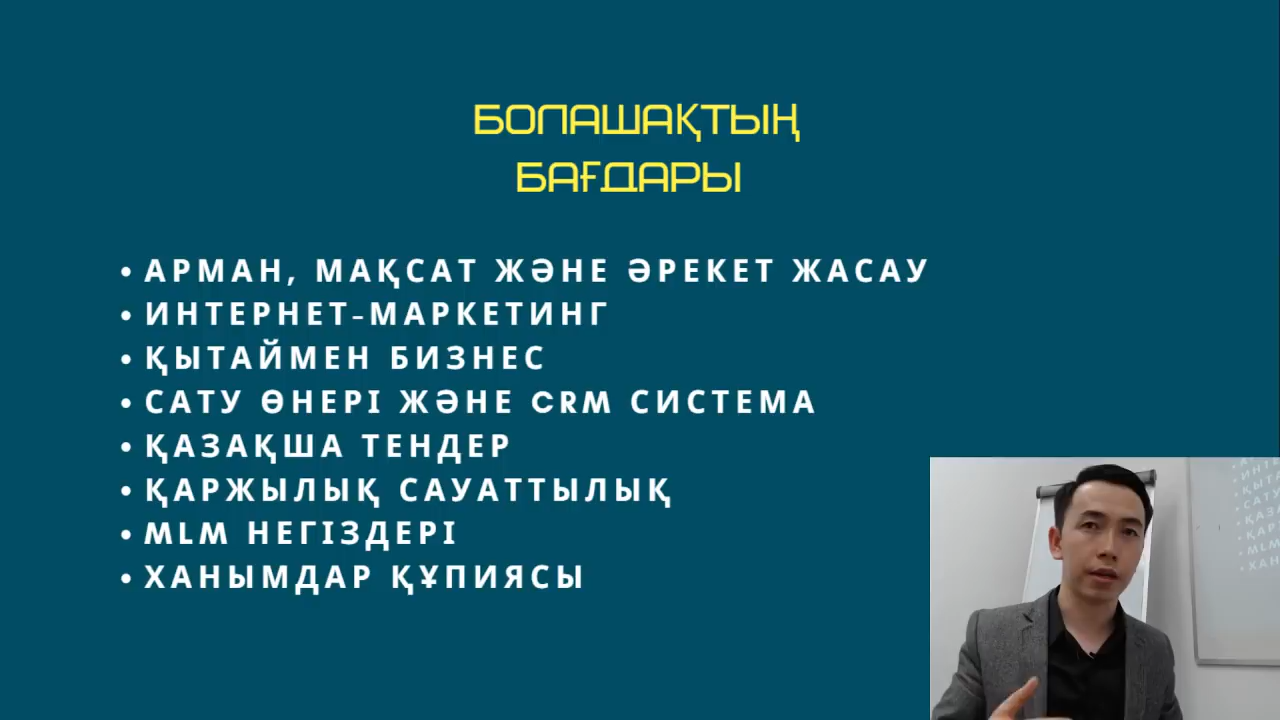 БОЛАШАҚТЫҢ
БАҒДАРЫ
• АРМАН, МАҚСАТ ЖӘНЕ ӘРЕКЕТ ЖАСАУ
• ИНТЕРНЕТ-МАРКЕТИНГ
• ҚЫТАЙМЕН БИЗНЕС
• САТУ ӨНЕРІ ЖӘНЕ CRM СИСТЕМА
• ҚАЗАҚША ТЕНДЕР
• ҚАРЖЫЛЫҚ САУАТТЫЛЫҚ
• MLM НЕГІЗДЕРІ
• ХАНЫМДАР ҚҰПИЯСЫ